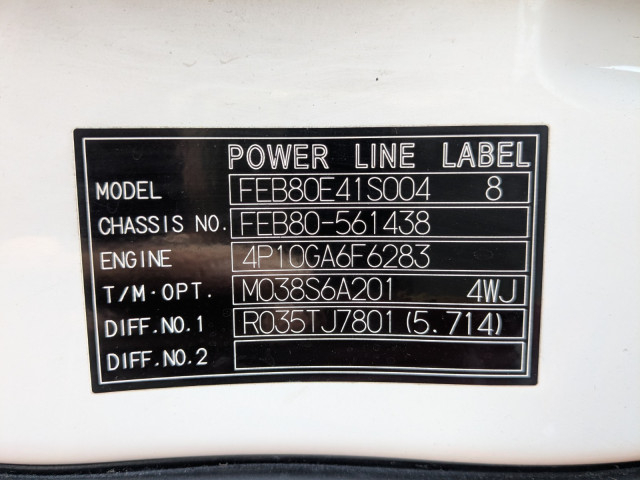 POWER LINE LABEL
MODEL FEB80E41S004 8
CHASSIS NO. FEB80-561438
ENGINE 4P10GA6F6283
T/M·OPT. M038S6A201 4WJ
DIFF.NO.1 R035TJ7801(5.714)
DIFF.NO.2